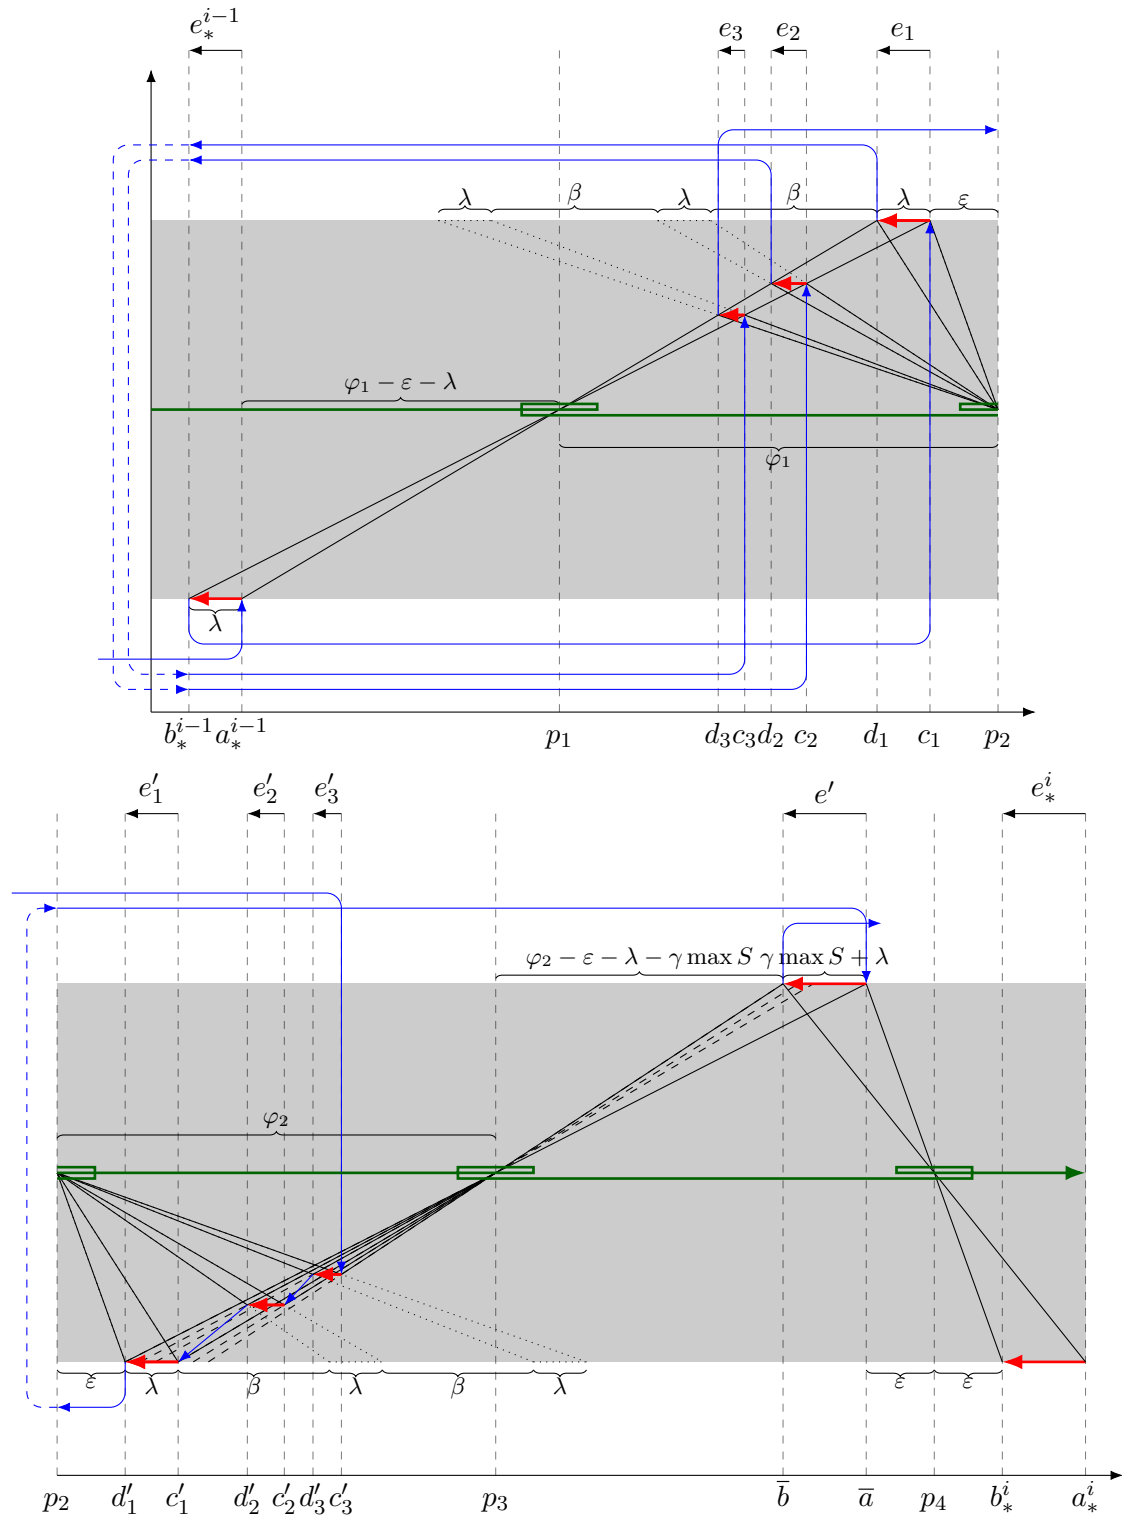 e_*^{i-1} e_3 e_2 e_1
λ β λ β λ ε
φ_1 − ε − λ
φ_1
λ
b_*^{i-1} a_*^{i-1} p_1 d_3 c_3 d_2 c_2 d_1 c_1 p_2
e'_1 e'_2 e'_3 e' e_*^i
φ_2 − ε − λ − γ max S γ max S + λ
φ_2
ε λ β λ β λ ε ε
p_2 d'_1 c'_1 d'_2 c'_2 d'_3 c'_3 p_3 b̅ a̅ p_4 b_*^i a_*^i